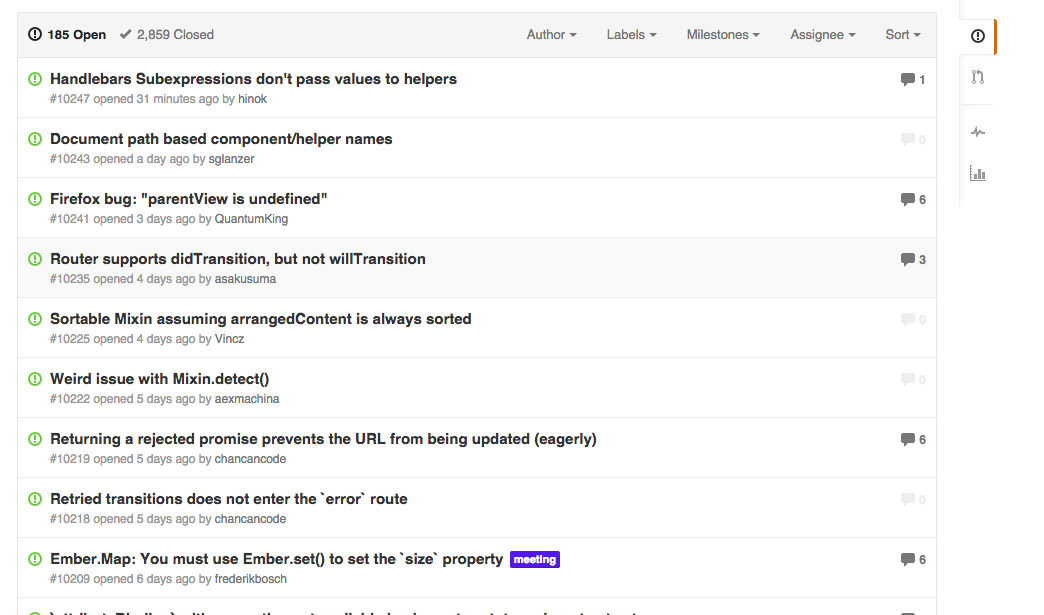 185 Open 2,859 Closed Author Labels Milestones Assignee Sort
Handlebars Subexpressions don't pass values to helpers 1
#10247 opened 31 minutes ago by hinok
Document path based component/helper names 0
#10243 opened a day ago by sglanzer
Firefox bug: "parentView is undefined" 6
#10241 opened 3 days ago by QuantumKing
Router supports didTransition, but not willTransition 3
#10235 opened 4 days ago by asakusuma
Sortable Mixin assuming arrangedContent is always sorted 0
#10225 opened 4 days ago by Vincz
Weird issue with Mixin.detect() 0
#10222 opened 5 days ago by aexmachina
Returning a rejected promise prevents the URL from being updated (eagerly) 6
#10219 opened 5 days ago by chancancode
Retried transitions does not enter the `error` route 0
#10218 opened 5 days ago by chancancode
Ember.Map: You must use Ember.set() to set the `size` property meeting 6
#10209 opened 6 days ago by frederikbosch